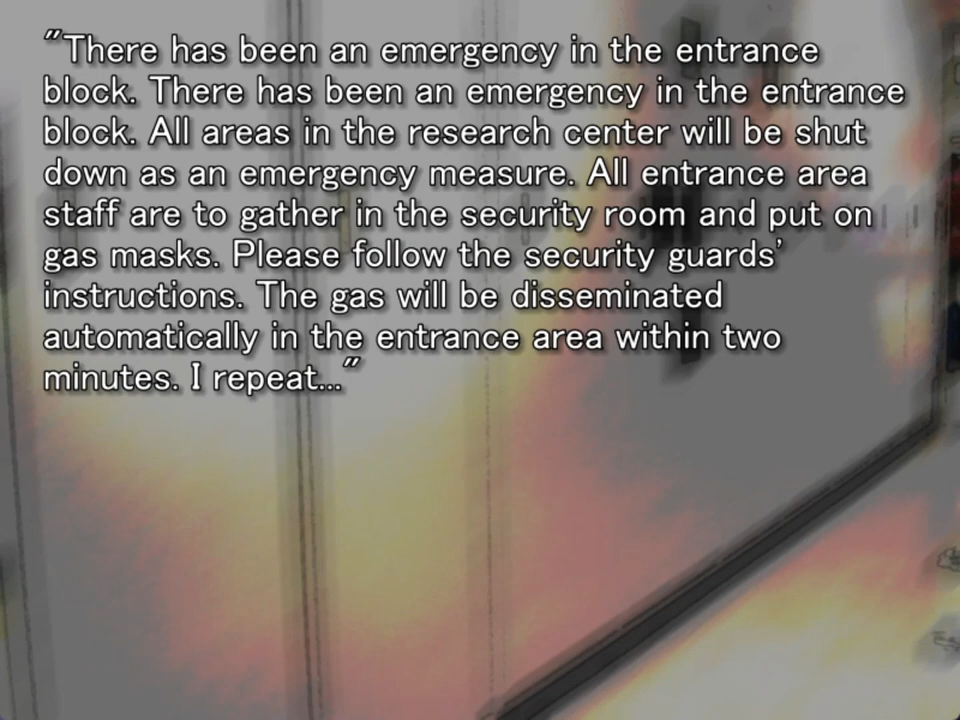 "There has been an emergency in the entrance
block. There has been an emergency in the entrance
block. All areas in the research center will be shut
down as an emergency measure. All entrance area
staff are to gather in the security room and put on
gas masks. Please follow the security guards'
instructions. The gas will be disseminated
automatically in the entrance area within two
minutes. I repeat..."